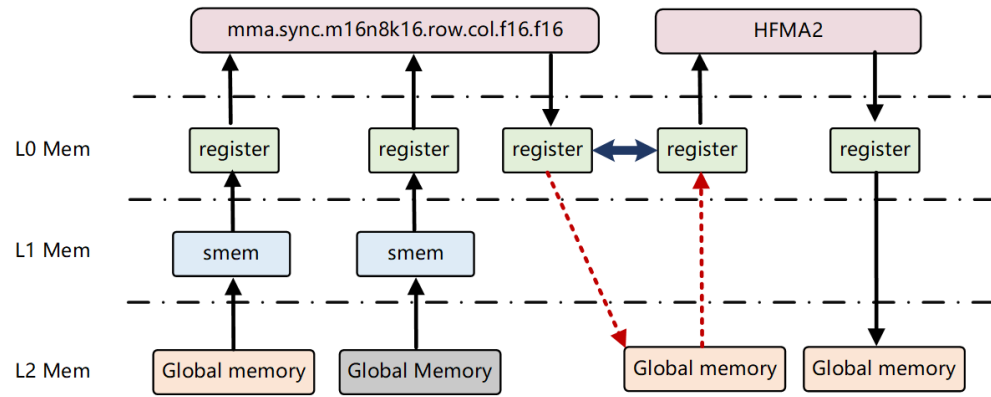 mma.sync.m16n8k16.row.col.f16.f16
HFMA2
L0 Mem
register
register
register
register
register
L1 Mem
smem
smem
L2 Mem
Global memory
Global Memory
Global memory
Global memory